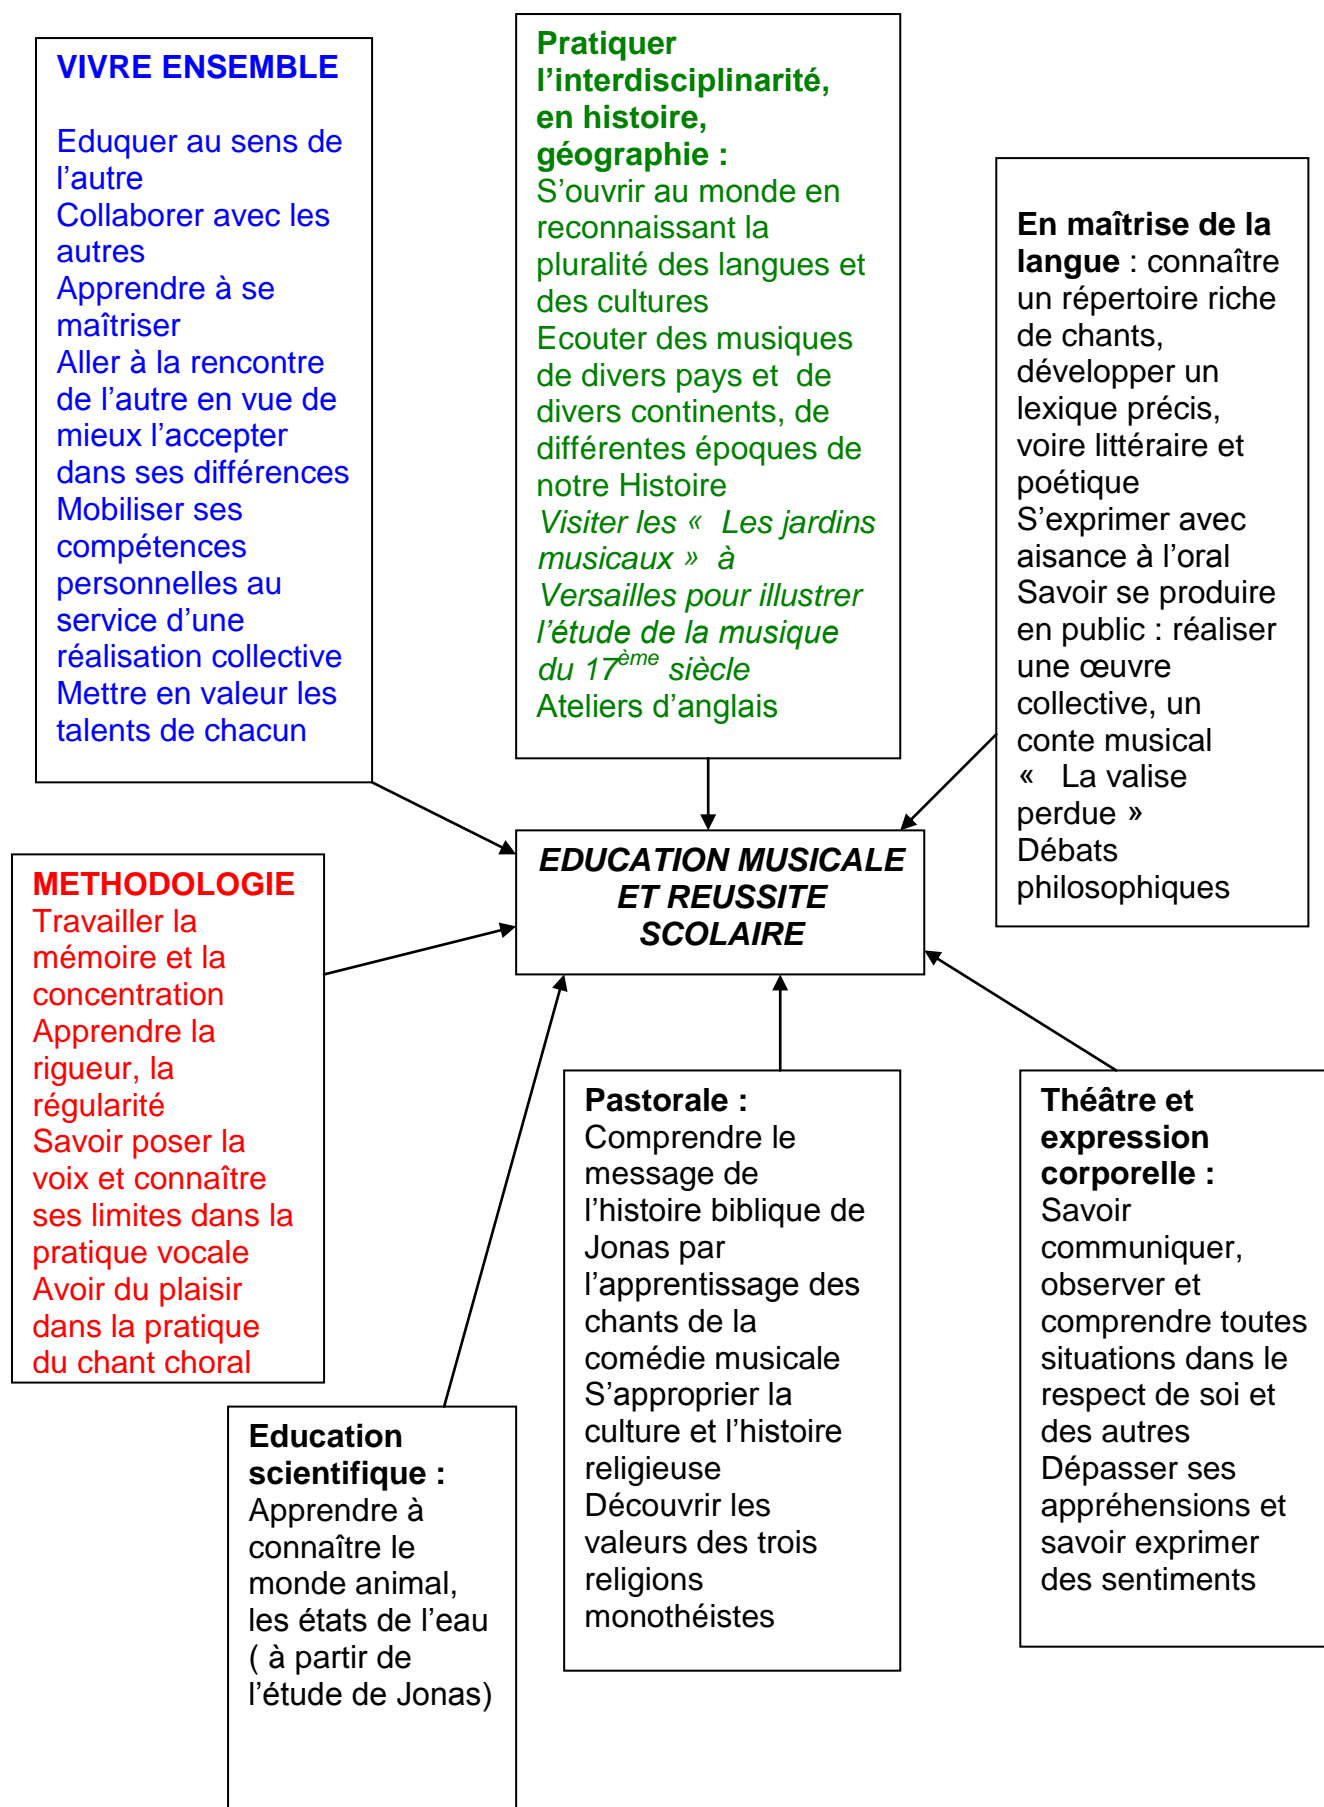 VIVRE ENSEMBLE
Eduquer au sens de
l’autre
Collaborer avec les
autres
Apprendre à se
maîtriser
Aller à la rencontre
de l’autre en vue de
mieux l’accepter
dans ses différences
Mobiliser ses
compétences
personnelles au
service d’une
réalisation collective
Mettre en valeur les
talents de chacun
Pratiquer
l’interdisciplinarité,
en histoire,
géographie :
S’ouvrir au monde en
reconnaissant la
pluralité des langues et
des cultures
Ecouter des musiques
de divers pays et  de
divers continents, de
différentes époques de
notre Histoire
Visiter les «  Les jardins
musicaux »  à
Versailles pour illustrer
l’étude de la musique
du 17ème siècle
Ateliers d’anglais
En maîtrise de la
langue : connaître
un répertoire riche
de chants,
développer un
lexique précis,
voire littéraire et
poétique
S’exprimer avec
aisance à l’oral
Savoir se produire
en public : réaliser
une œuvre
collective, un
conte musical
«   La valise
perdue »
Débats
philosophiques
EDUCATION MUSICALE
ET REUSSITE
SCOLAIRE
METHODOLOGIE
Travailler la
mémoire et la
concentration
Apprendre la
rigueur, la
régularité
Savoir poser la
voix et connaître
ses limites dans la
pratique vocale
Avoir du plaisir
dans la pratique
du chant choral
Education
scientifique :
Apprendre à
connaître le
monde animal,
les états de l’eau
( à partir de
l’étude de Jonas)
Pastorale :
Comprendre le
message de
l’histoire biblique de
Jonas par
l’apprentissage des
chants de la
comédie musicale
S’approprier la
culture et l’histoire
religieuse
Découvrir les
valeurs des trois
religions
monothéistes
Théâtre et
expression
corporelle :
Savoir
communiquer,
observer et
comprendre toutes
situations dans le
respect de soi et
des autres
Dépasser ses
appréhensions et
savoir exprimer
des sentiments